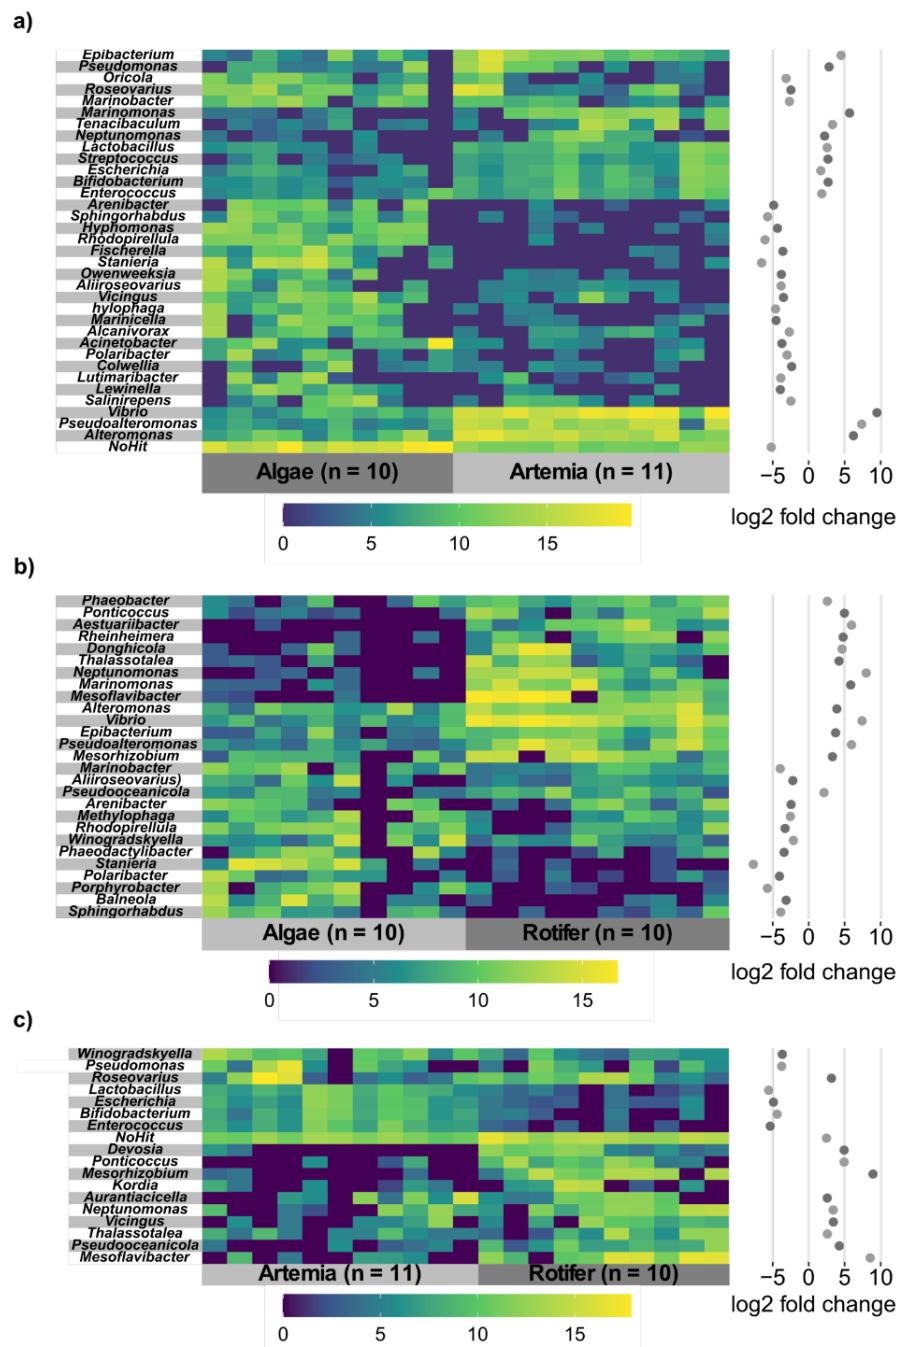 a)
Epibacterium
Pseudomonas
Oricola
Roseovarius
Marinobacter
Marinomonas
Tenacibaculum
Neptunomonas
Lactobacillus
Streptococcus
Escherichia
Bifidobacterium
Enterococcus
Arenibacter
Sphingorhabdus
Hyphomonas
Rhodopirellula
Fischerella
Stanieria
Owenweeksia
Aliiroseovarius
Vicingus
hylophaga
Marinicella
Alcanivorax
Acinetobacter
Polaribacter
Colwellia
Lutimaribacter
Lewinella
Salinirepens
Vibrio
Pseudoalteromonas
Alteromonas
NoHit
Algae (n = 10) Artemia (n = 11)
−5 0 5 10
log2 fold change
0 5 10 15
b)
Phaeobacter
Ponticoccus
Aestuariibacter
Rheinheimera
Donghicola
Thalassotalea
Neptunomonas
Marinomonas
Mesoflavibacter
Alteromonas
Vibrio
Epibacterium
Pseudoalteromonas
Mesorhizobium
Marinobacter
Aliiroseovarius)
Pseudooceanicola
Arenibacter
Methylophaga
Rhodopirellula
Winogradskyella
Phaeodactylibacter
Stanieria
Polaribacter
Porphyrobacter
Balneola
Sphingorhabdus
Algae (n = 10) Rotifer (n = 10)
−5 0 5 10
log2 fold change
0 5 10 15
c)
Winogradskyella
Pseudomonas
Roseovarius
Lactobacillus
Escherichia
Bifidobacterium
Enterococcus
NoHit
Devosia
Ponticoccus
Mesorhizobium
Kordia
Aurantiacicella
Neptunomonas
Vicingus
Thalassotalea
Pseudooceanicola
Mesoflavibacter
Artemia (n = 11) Rotifer (n = 10)
−5 0 5 10
log2 fold change
0 5 10 15